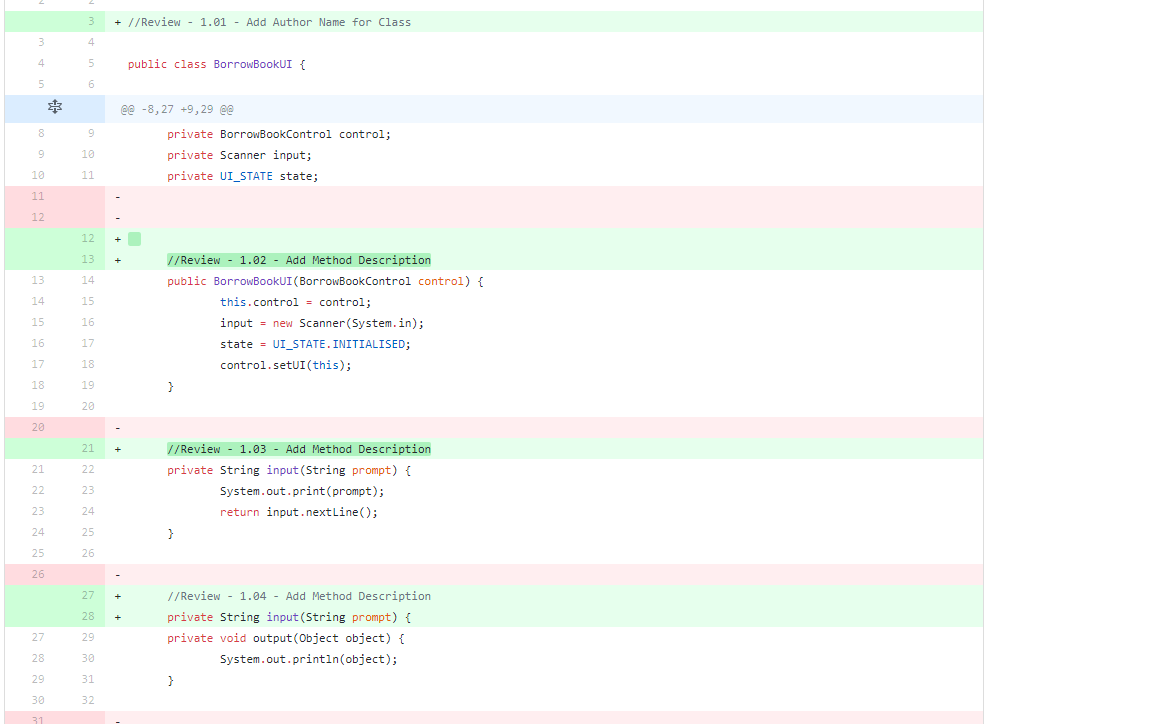 2 2
3 + //Review - 1.01 - Add Author Name for Class
3 4
4 5 public class BorrowBookUI {
5 6
@@ -8,27 +9,29 @@
8 9 private BorrowBookControl control;
9 10 private Scanner input;
10 11 private UI_STATE state;
11 -
12 -
12 +
13 + //Review - 1.02 - Add Method Description
13 14 public BorrowBookUI(BorrowBookControl control) {
14 15 this.control = control;
15 16 input = new Scanner(System.in);
16 17 state = UI_STATE.INITIALISED;
17 18 control.setUI(this);
18 19 }
19 20
20 -
21 + //Review - 1.03 - Add Method Description
21 22 private String input(String prompt) {
22 23 System.out.print(prompt);
23 24 return input.nextLine();
24 25 }
25 26
26 -
27 + //Review - 1.04 - Add Method Description
28 + private String input(String prompt) {
27 29 private void output(Object object) {
28 30 System.out.println(object);
29 31 }
30 32
31 -